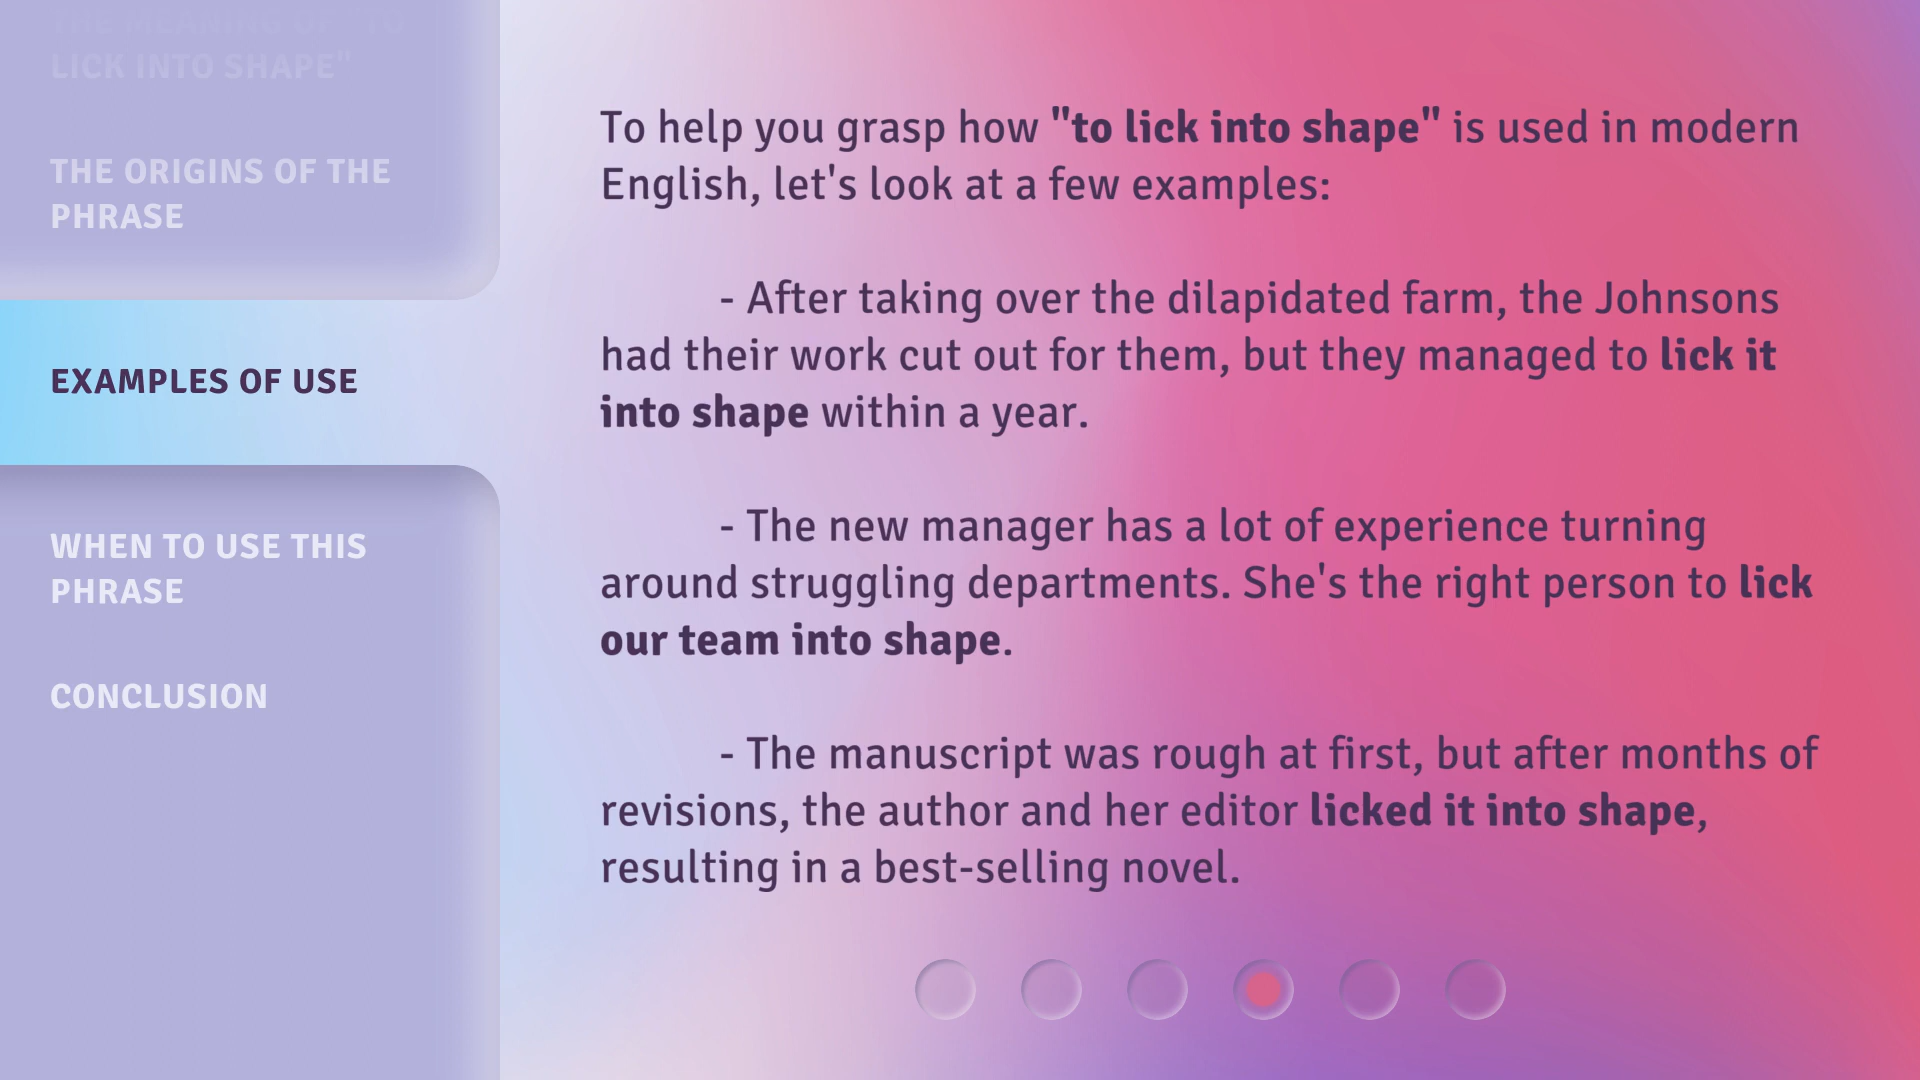 THE MEANING OF "TO
LICK INTO SHAPE"
THE ORIGINS OF THE
PHRASE
EXAMPLES OF USE
WHEN TO USE THIS
PHRASE
CONCLUSION
To help you grasp how "to lick into shape" is used in modern
English, let's look at a few examples:
- After taking over the dilapidated farm, the Johnsons
had their work cut out for them, but they managed to lick it
into shape within a year.
- The new manager has a lot of experience turning
around struggling departments. She's the right person to lick
our team into shape.
- The manuscript was rough at first, but after months of
revisions, the author and her editor licked it into shape,
resulting in a best-selling novel.